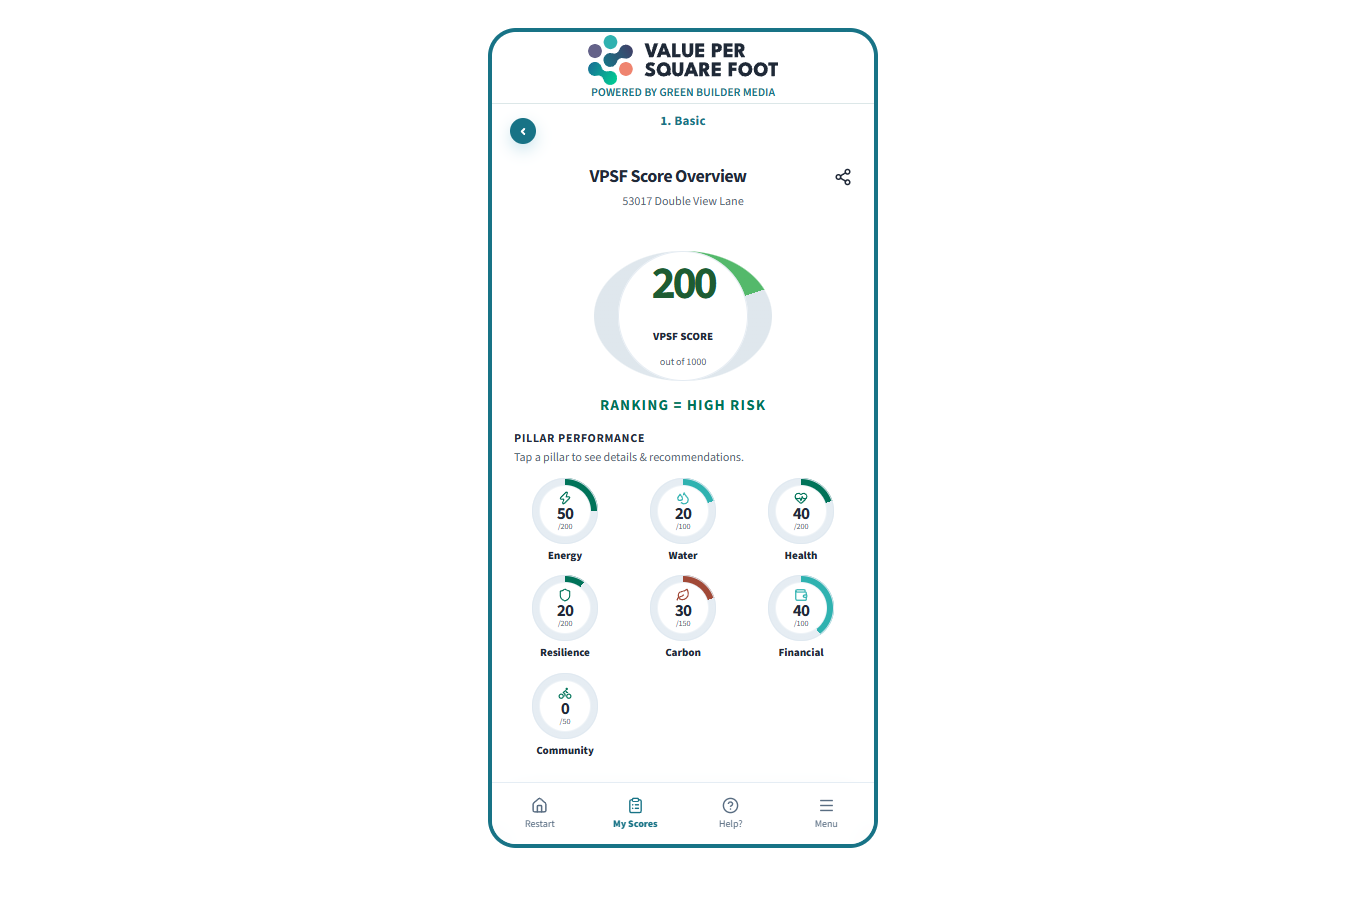 VALUE PER
SQUARE FOOT
POWERED BY GREEN BUILDER MEDIA
1. Basic
VPSF Score Overview
53017 Double View Lane
200
VPSF SCORE
out of 1000
RANKING = HIGH RISK
PILLAR PERFORMANCE
Tap a pillar to see details & recommendations.
50
/200
Energy
20
/100
Water
40
/200
Health
20
/200
Resilience
30
/150
Carbon
40
/100
Financial
0
/50
Community
Restart
My Scores
Help?
Menu